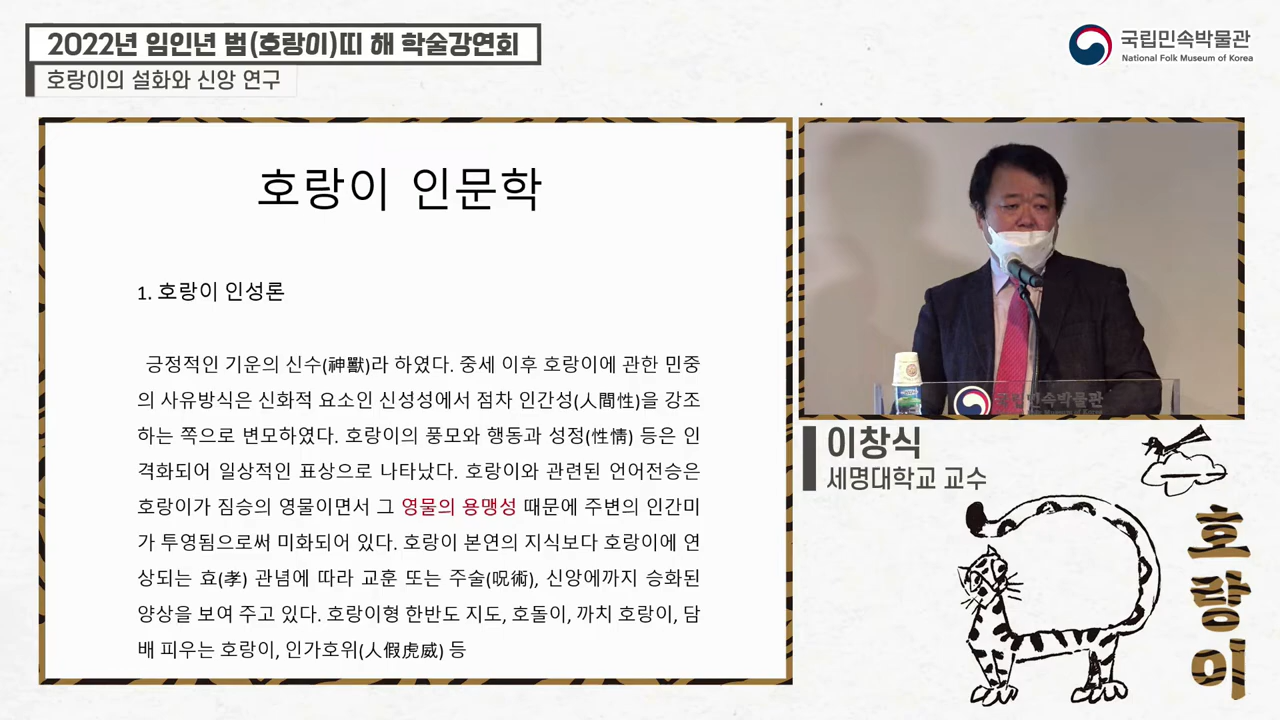 2022년 임인년 범(호랑이)띠 해 학술강연회
호랑이의 설화와 신앙 연구
국립민속박물관
National Folk Museum of Korea
호랑이 인문학
1. 호랑이 인성론
긍정적인 기운의 신수(神獸)라 하였다. 중세 이후 호랑이에 관한 민중
의 사유방식은 신화적 요소인 신성성에서 점차 인간성(人間性)을 강조
하는 쪽으로 변모하였다. 호랑이의 풍모와 행동과 성정(性情) 등은 인
격화되어 일상적인 표상으로 나타났다. 호랑이와 관련된 언어전승은
호랑이가 짐승의 영물이면서 그 영물의 용맹성 때문에 주변의 인간미
가 투영됨으로써 미화되어 있다. 호랑이 본연의 지식보다 호랑이에 연
상되는 효(孝) 관념에 따라 교훈 또는 주술(呪術), 신앙에까지 승화된
양상을 보여 주고 있다. 호랑이형 한반도 지도, 호돌이, 까치 호랑이, 담
배 피우는 호랑이, 인가호위(人假虎威) 등
국립민속박물관
이창식
세명대학교 교수
호랑이